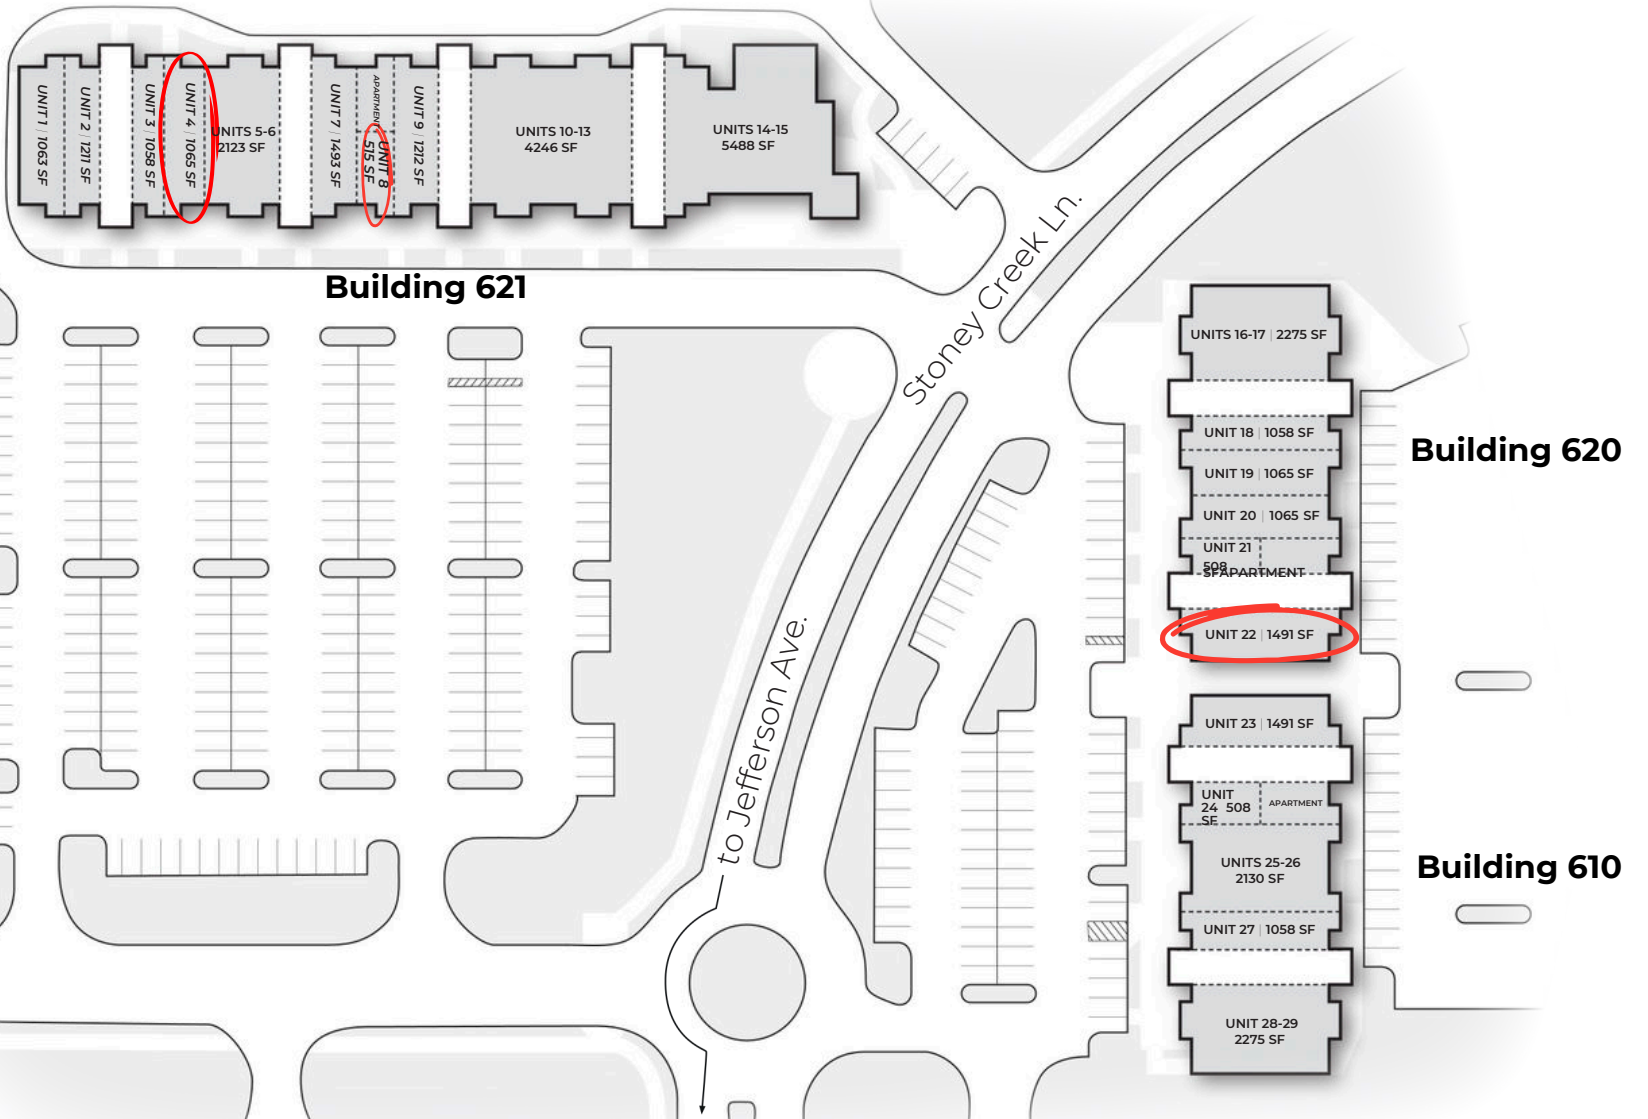 UNIT 1 | 1063 SF
UNIT 2 | 1211 SF
UNIT 3 | 1058 SF
UNIT 4 | 1065 SF
UNITS 5-6
2123 SF
UNIT 7 | 1493 SF
APARTMENT
UNIT 8
515 SF
UNIT 9 | 1212 SF
UNITS 10-13
4246 SF
UNITS 14-15
5488 SF
Building 621
Stoney Creek Ln.
to Jefferson Ave.
UNITS 16-17 | 2275 SF
UNIT 18 | 1058 SF
Building 620
UNIT 19 | 1065 SF
UNIT 20 | 1065 SF
UNIT 21
508
SF
APARTMENT
UNIT 22 | 1491 SF
UNIT 23 | 1491 SF
UNIT
24 508
SF
APARTMENT
UNITS 25-26
2130 SF
Building 610
UNIT 27 | 1058 SF
UNIT 28-29
2275 SF